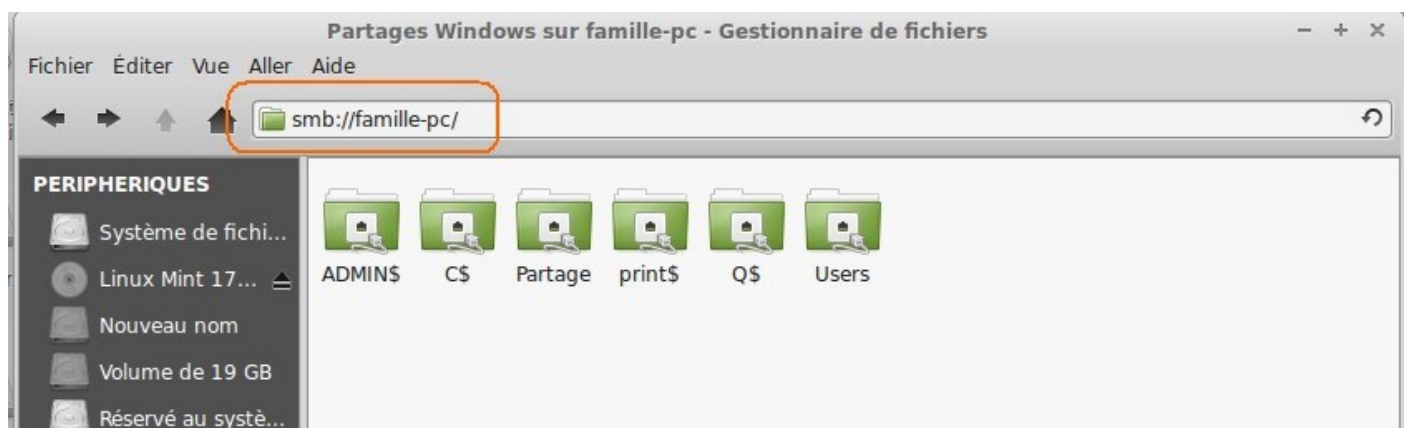 Partages Windows sur famille-pc - Gestionnaire de fichiers
Fichier Éditer Vue Aller Aide
smb://famille-pc/
PERIPHERIQUES
Système de fichi...
Linux Mint 17...
Nouveau nom
Volume de 19 GB
Réservé au systè...
ADMIN$ C$ Partage print$ Q$ Users